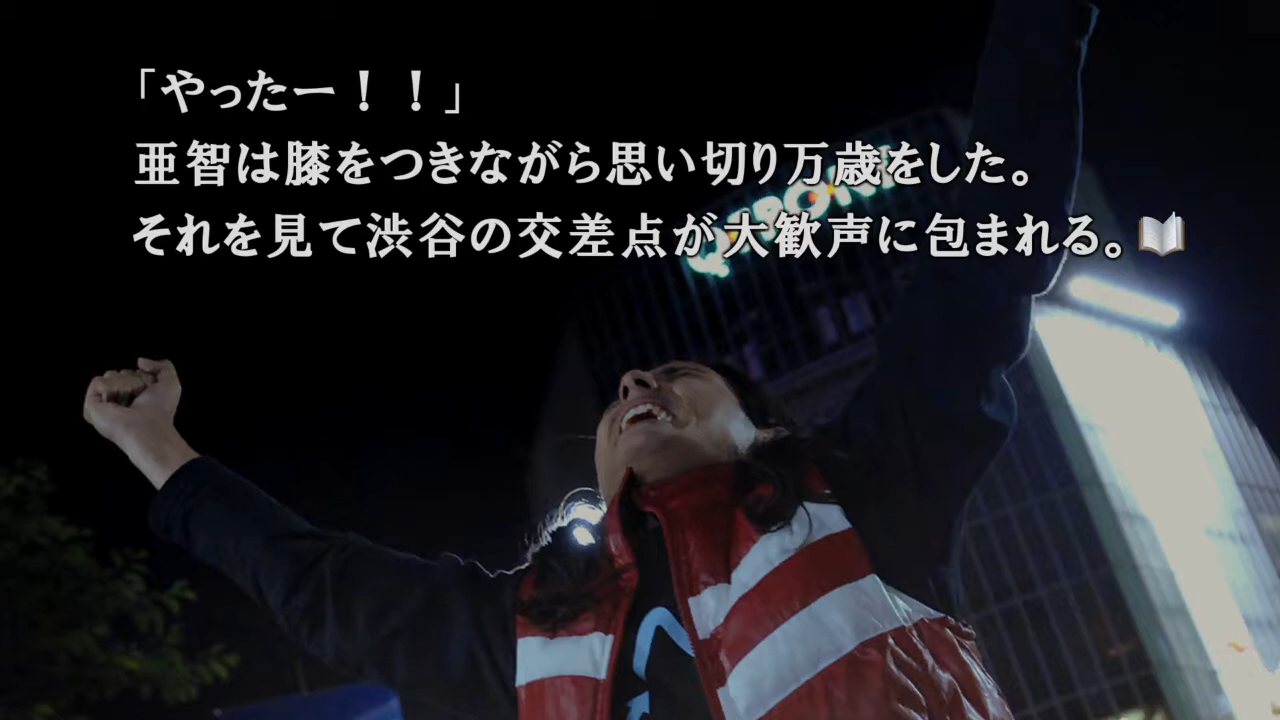 「やったー！！」
亜智は膝をつきながら思い切り万歳をした。
それを見て渋谷の交差点が大歓声に包まれる。